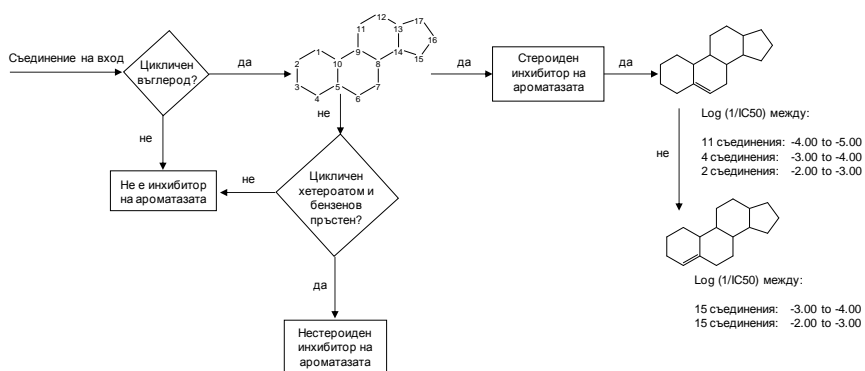 Съединение на вход
Цикличен
въглерод?
да
не
Не е инхибитор
на ароматазата
1
2
3
4
5
6
7
8
9
10
11
12
13
14
15
16
17
не
Цикличен
хетероатом и
бензенов
пръстен?
не
да
Нестероиден
инхибитор на
ароматазата
да
Стероиден
инхибитор на
ароматазата
да
Log (1/IC50) между:
11 съединения: -4.00 to -5.00
4 съединения: -3.00 to -4.00
2 съединения: -2.00 to -3.00
не
Log (1/IC50) между:
15 съединения: -3.00 to -4.00
15 съединения: -2.00 to -3.00